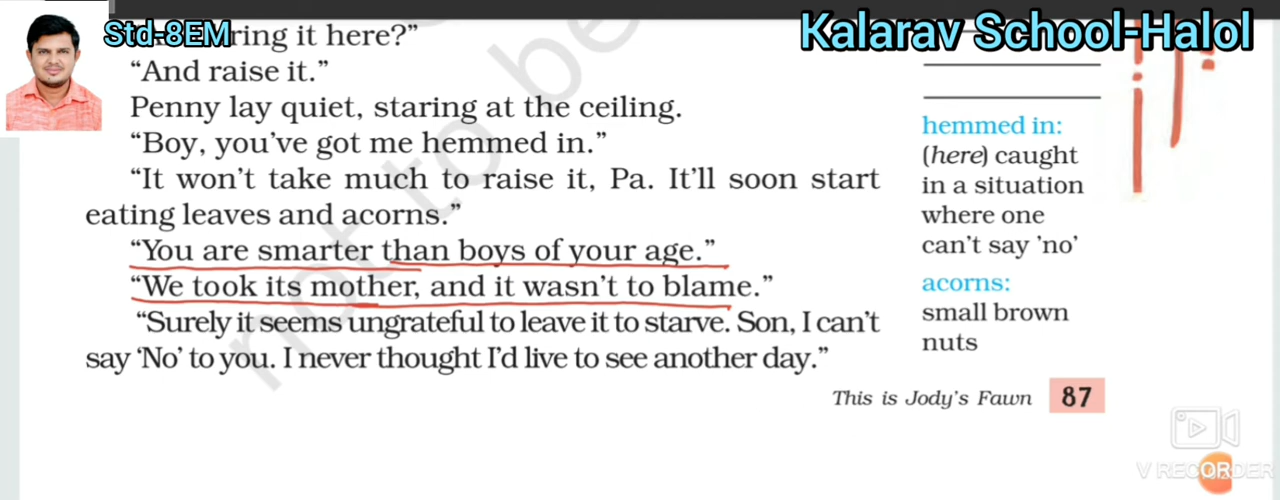 Std-8EM
Kalarav School-Halol
ring it here?”
“And raise it.”
Penny lay quiet, staring at the ceiling.
“Boy, you’ve got me hemmed in.”
“It won’t take much to raise it, Pa. It’ll soon start
eating leaves and acorns.”
“You are smarter than boys of your age.”
“We took its mother, and it wasn’t to blame.”
“Surely it seems ungrateful to leave it to starve. Son, I can’t
say ‘No’ to you. I never thought I’d live to see another day.”
hemmed in:
(here) caught
in a situation
where one
can’t say ’no’
acorns:
small brown
nuts
This is Jody’s Fawn 87
not to be
V RECORDER